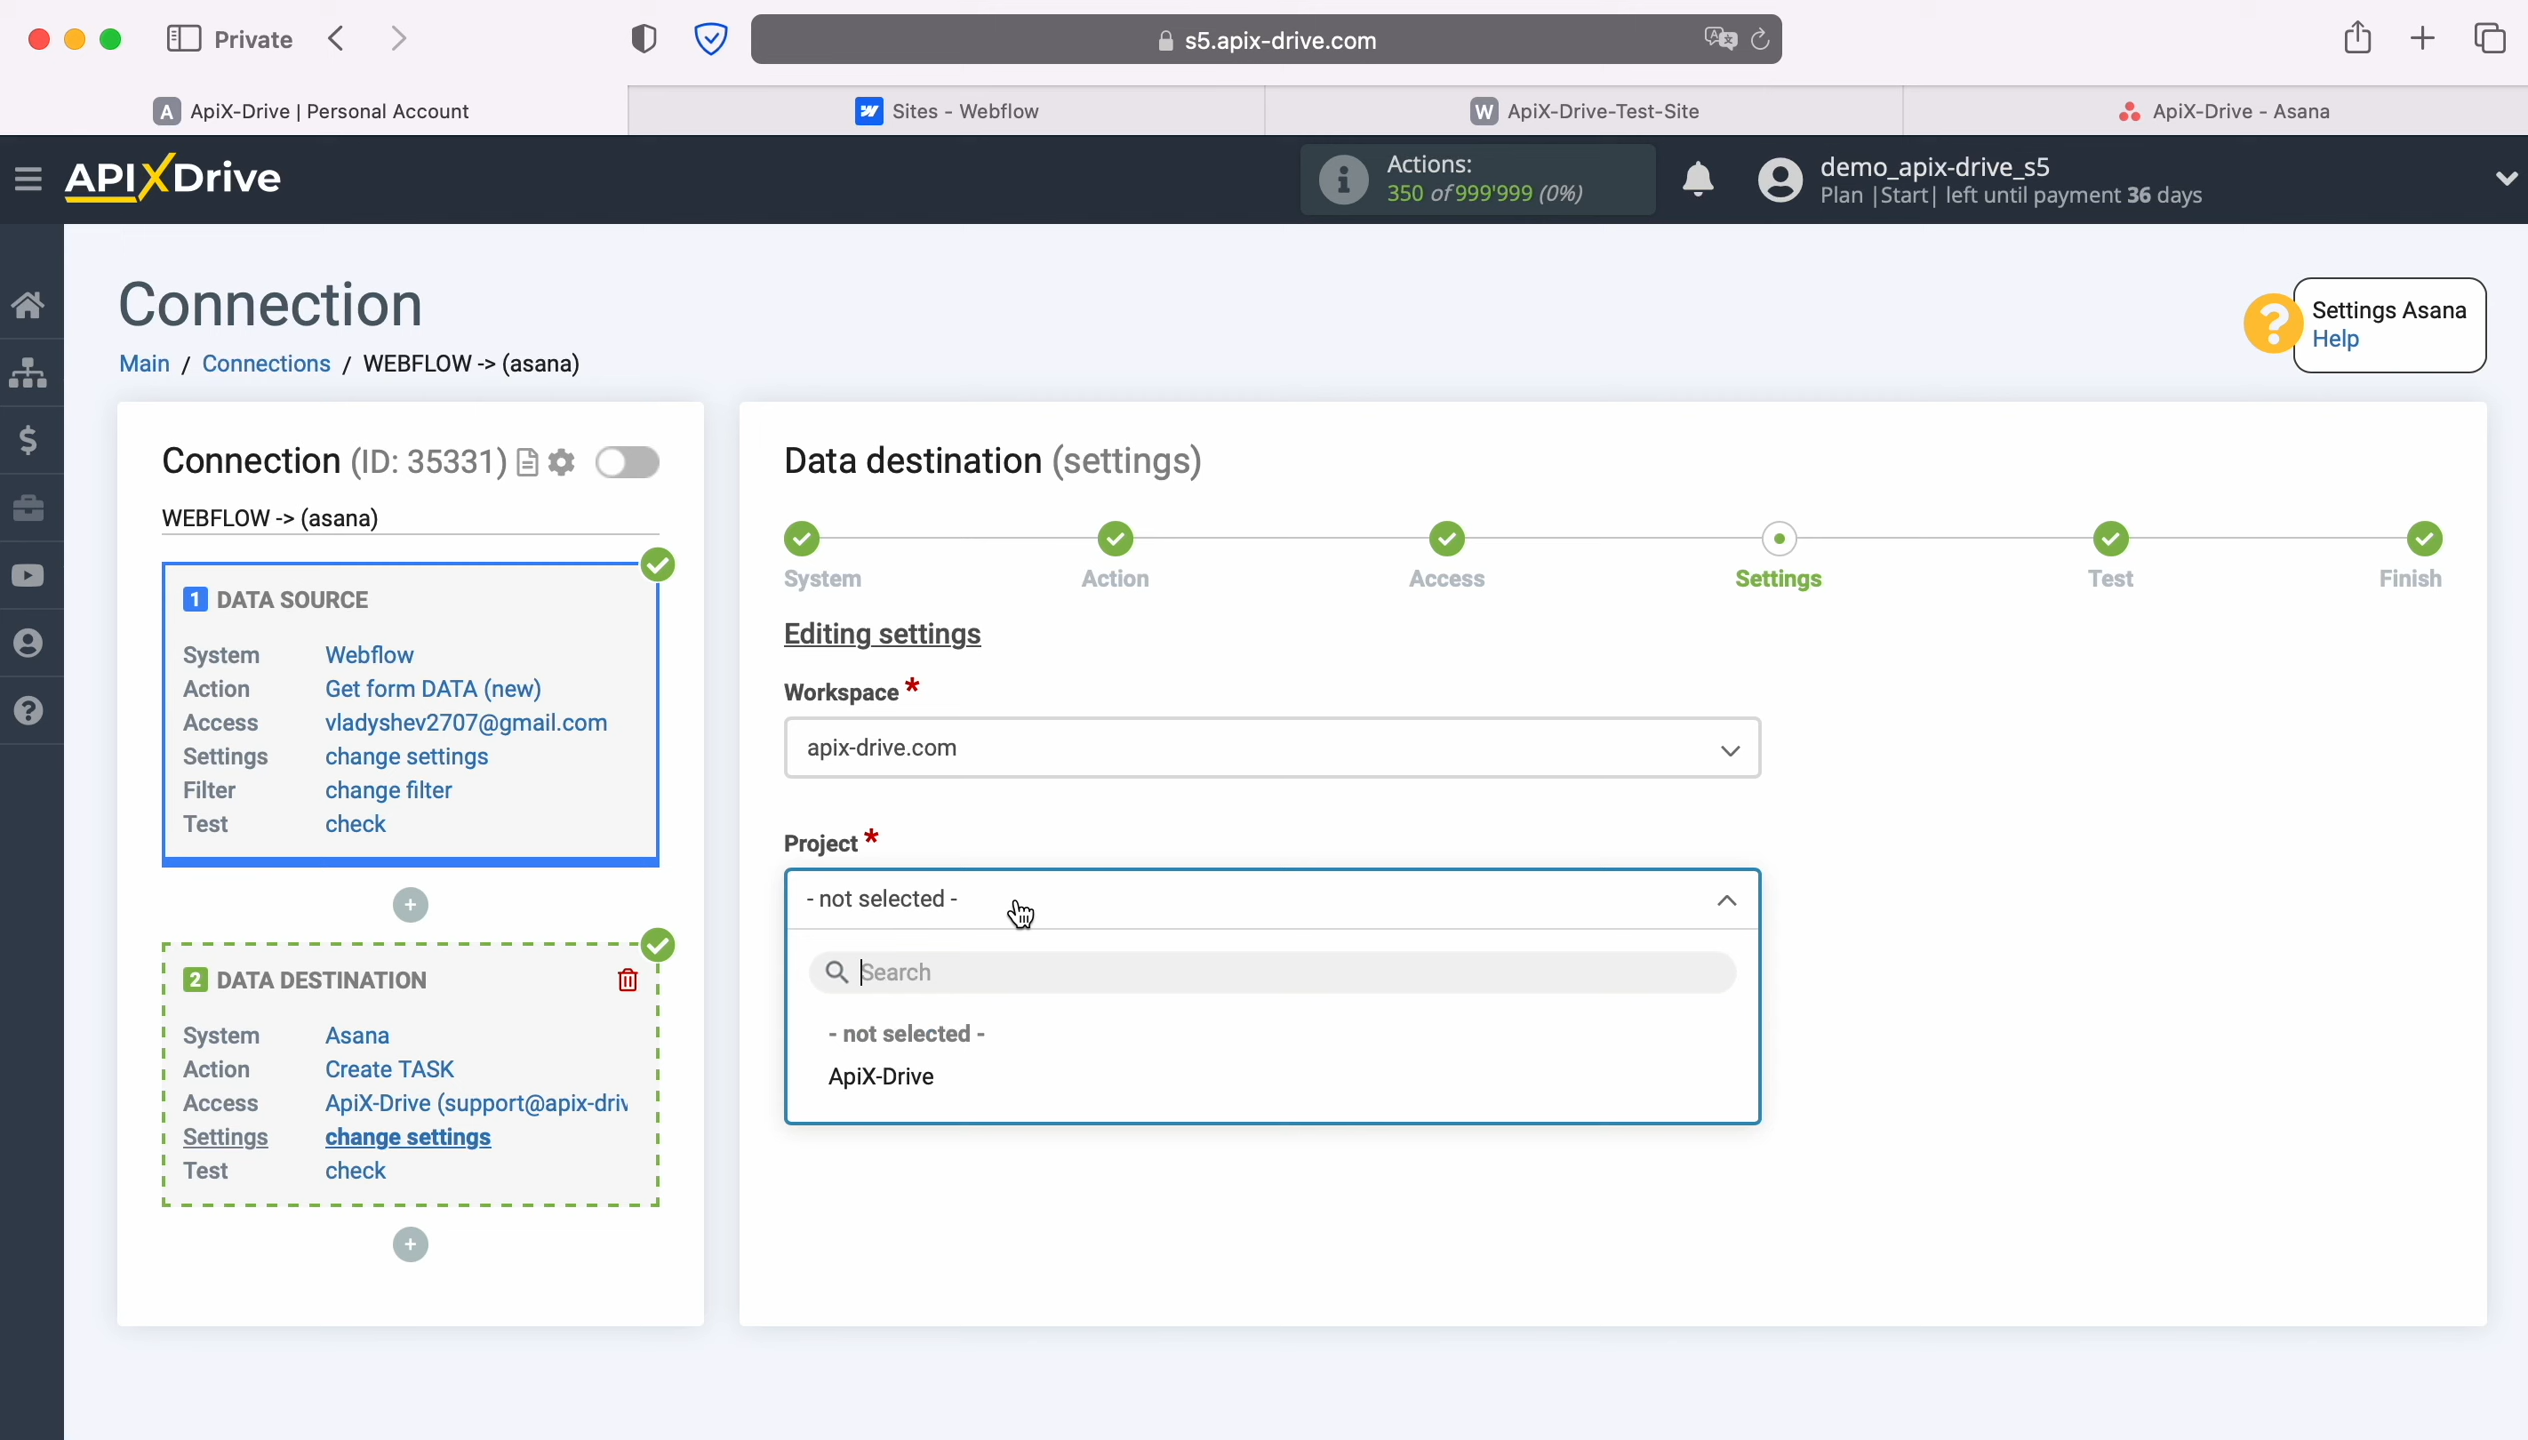 Private
s5.apix-drive.com
A ApiX-Drive | Personal Account
Sites - Webflow
W ApiX-Drive-Test-Site
ApiX-Drive - Asana
APIXDrive
Actions:
350 of 999'999 (0%)
demo_apix-drive_s5
Plan |Start| left until payment 36 days
Connection
Main / Connections / WEBFLOW -> (asana)
Settings Asana
Help
Connection (ID: 35331)
WEBFLOW -> (asana)
1 DATA SOURCE
System Webflow
Action Get form DATA (new)
Access vladyshev2707@gmail.com
Settings change settings
Filter change filter
Test check
2 DATA DESTINATION
System Asana
Action Create TASK
Access ApiX-Drive (support@apix-driv
Settings change settings
Test check
Data destination (settings)
System
Action
Access
Settings
Test
Finish
Editing settings
Workspace *
apix-drive.com
Project *
- not selected -
Search
- not selected -
ApiX-Drive